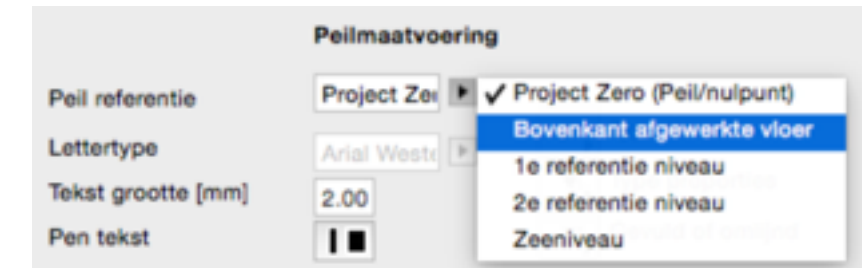 Peilmaatvoering
Peil referentie Project Zei ✓ Project Zero (Peil/nulpunt)
Bovenkant afgewerkte vloer
Lettertype Arial Weste
1e referentie niveau
Tekst grootte [mm] 2.00
2e referentie niveau
Pen tekst
Zeeniveau